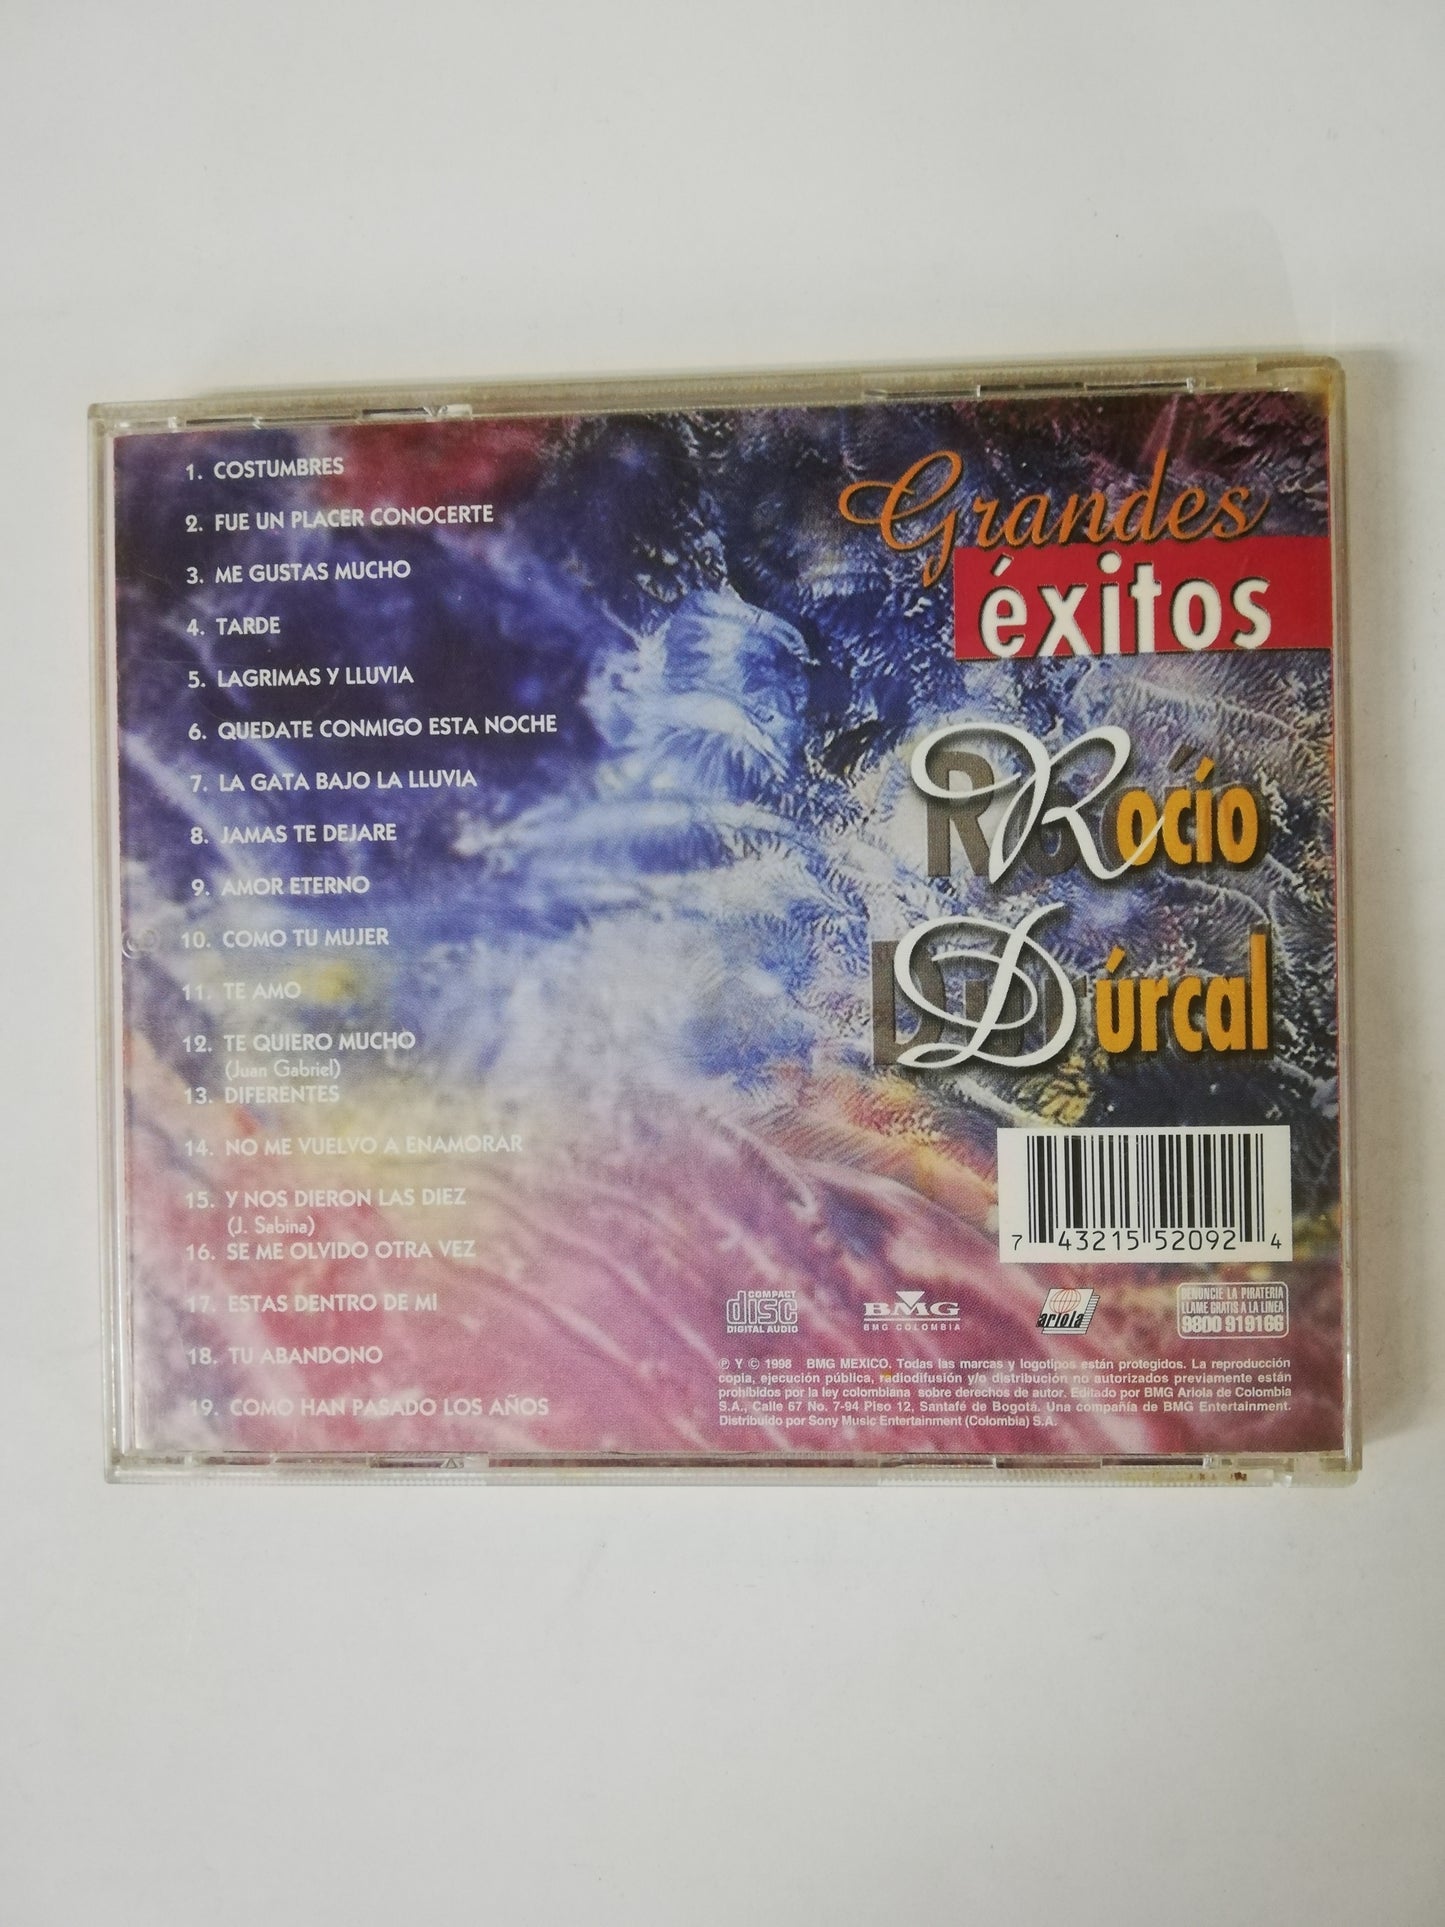 1. COSTUMBRES
2. FUE UN PLACER CONOCERTE
3. ME GUSTAS MUCHO
4. TARDE
5. LAGRIMAS Y LLUVIA
6. QUEDATE CONMIGO ESTA NOCHE
7. LA GATA BAJO LA LLUVIA
8. JAMAS TE DEJARE
9. AMOR ETERNO
10. COMO TU MUJER
11. TE AMO
12. TE QUIERO MUCHO
(Juan Gabriel)
13. DIFERENTES
14. NO ME VUELVO A ENAMORAR
15. Y NOS DIERON LAS DIEZ
(J. Sabina)
16. SE ME OLVIDO OTRA VEZ
17. ESTAS DENTRO DE MI
18. TU ABANDONO
19. COMO HAN PASADO LOS AÑOS
Grandes
éxitos
Rocío
Dúrcal
7 43215 52092 4
COMPACT
disc
DIGITAL AUDIO
BMG
BMG COLOMBIA
ariola
DENUNCIE LA PIRATERIA
LLAME GRATIS A LA LINEA
9800 919166
℗ Y © 1998 BMG MEXICO. Todas las marcas y logotipos están protegidos. La reproducción
copia, ejecución pública, radiodifusión y/o distribución no autorizados previamente están
prohibidos por la ley colombiana sobre derechos de autor. Editado por BMG Ariola de Colombia
S.A., Calle 67 No. 7-94 Piso 12, Santafé de Bogotá. Una compañía de BMG Entertainment.
Distribuido por Sony Music Entertainment (Colombia) S.A.